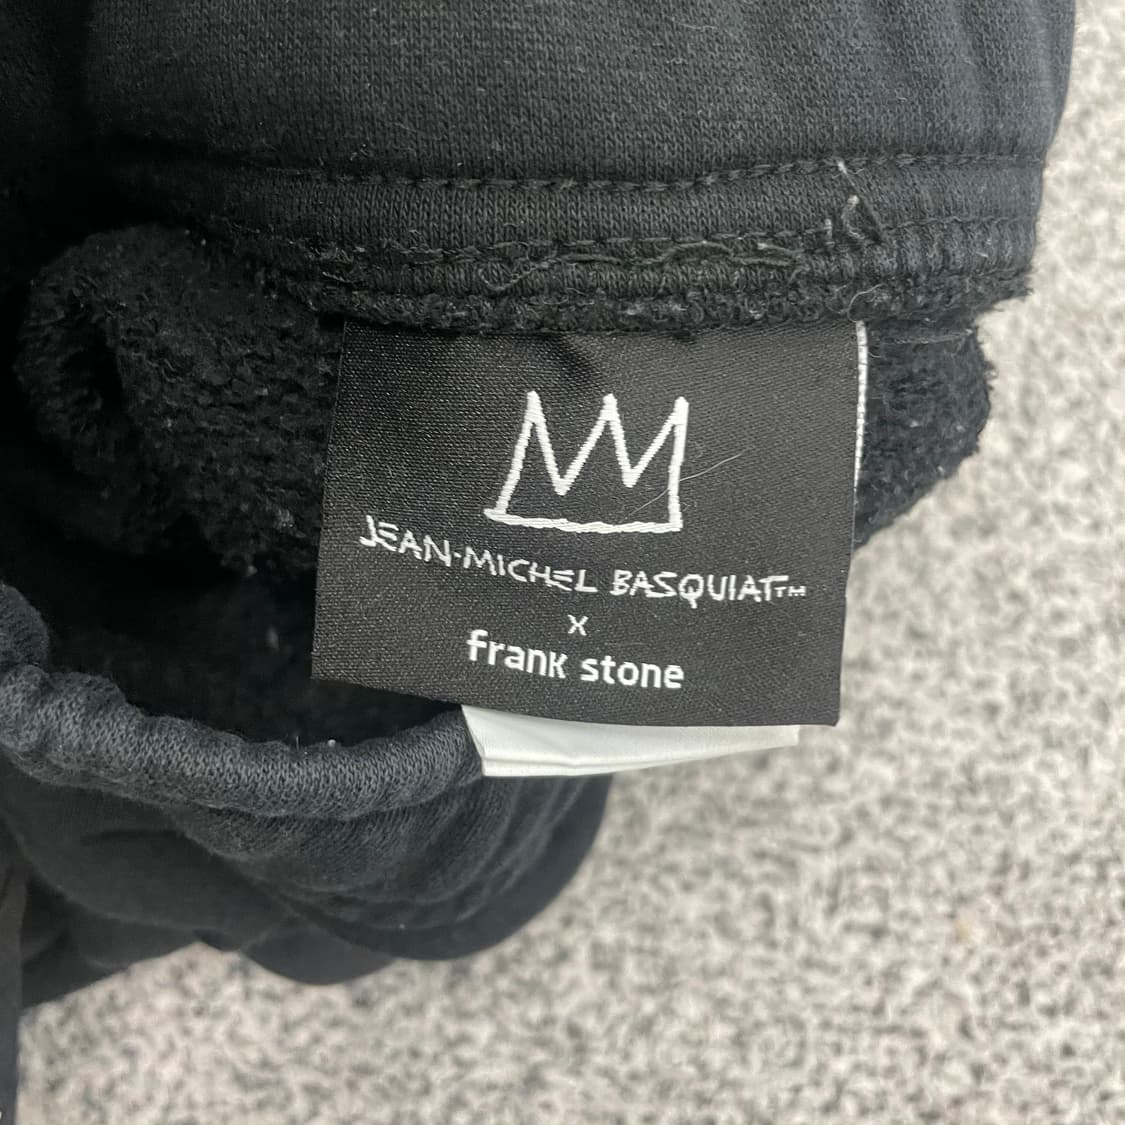 JEAN-MICHEL BASQUIAT™
x
frank stone